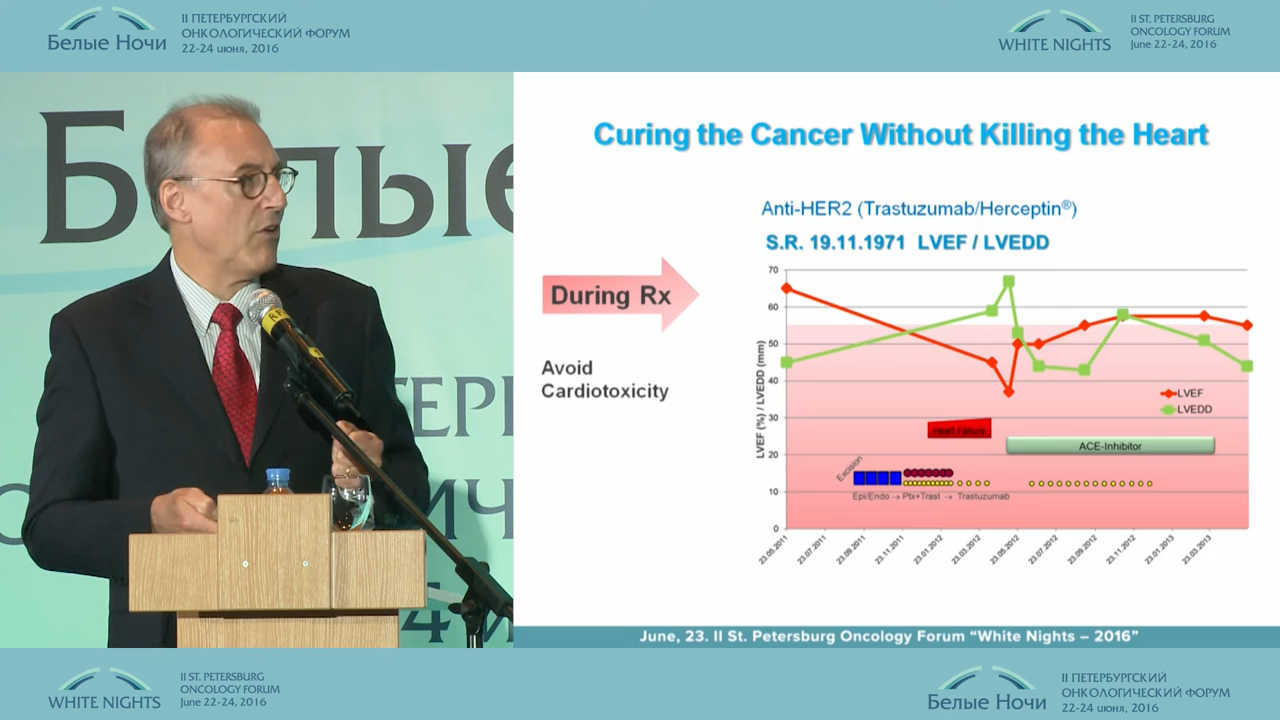 Белые Ночи
II ПЕТЕРБУРГСКИЙ
ОНКОЛОГИЧЕСКИЙ ФОРУМ
22-24 июня, 2016
WHITE NIGHTS
II ST. PETERSBURG
ONCOLOGY FORUM
June 22-24, 2016
Белые
Curing the Cancer Without Killing the Heart
Anti-HER2 (Trastuzumab/Herceptin®)
S.R. 19.11.1971 LVEF / LVEDD
During Rx
Avoid
Cardiotoxicity
LVEF (%) / LVEDD (mm)
70
60
50
40
30
20
10
0
LVEF
LVEDD
Heart Failure
ACE-Inhibitor
Excision
Epi/Endo → Ptx+Trast → Trastuzumab
23.05.2011
23.07.2011
23.09.2011
23.11.2011
23.01.2012
23.03.2012
23.05.2012
23.07.2012
23.09.2012
23.11.2012
23.01.2013
23.03.2013
June, 23. II St. Petersburg Oncology Forum “White Nights – 2016”
WHITE NIGHTS
II ST. PETERSBURG
ONCOLOGY FORUM
June 22-24, 2016
Белые Ночи
II ПЕТЕРБУРГСКИЙ
ОНКОЛОГИЧЕСКИЙ ФОРУМ
22-24 июня, 2016